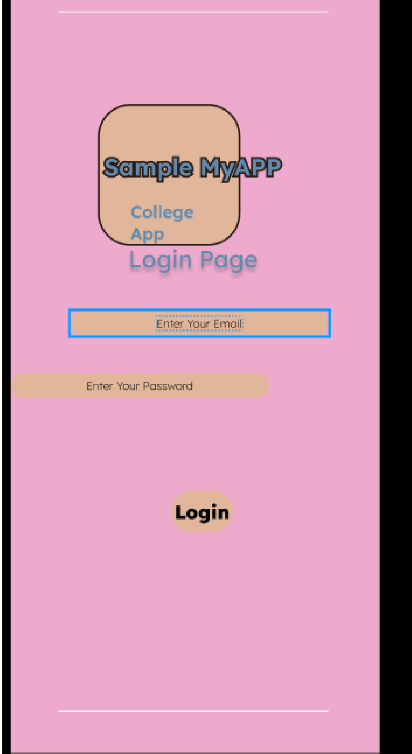 Sample MyAPP
College
App
Login Page
Enter Your Email
Enter Your Password
Login